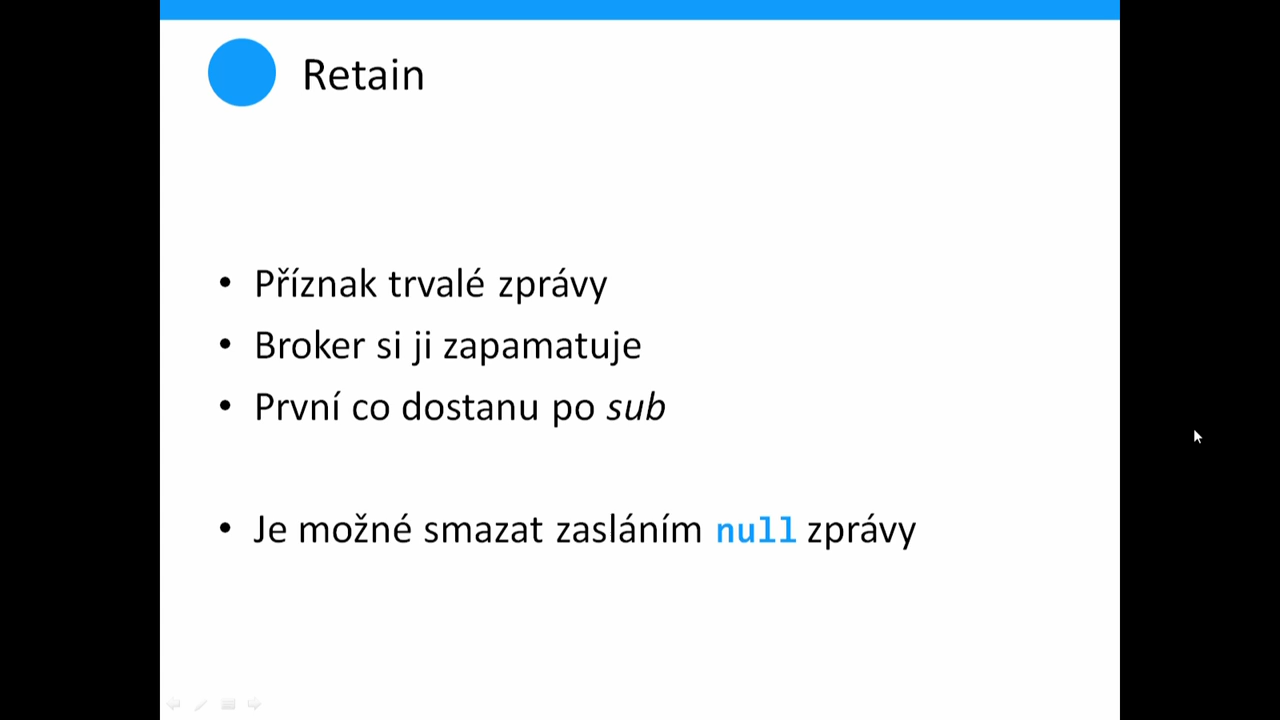 Retain
• Příznak trvalé zprávy
• Broker si ji zapamatuje
• První co dostanu po sub
• Je možné smazat zasláním null zprávy